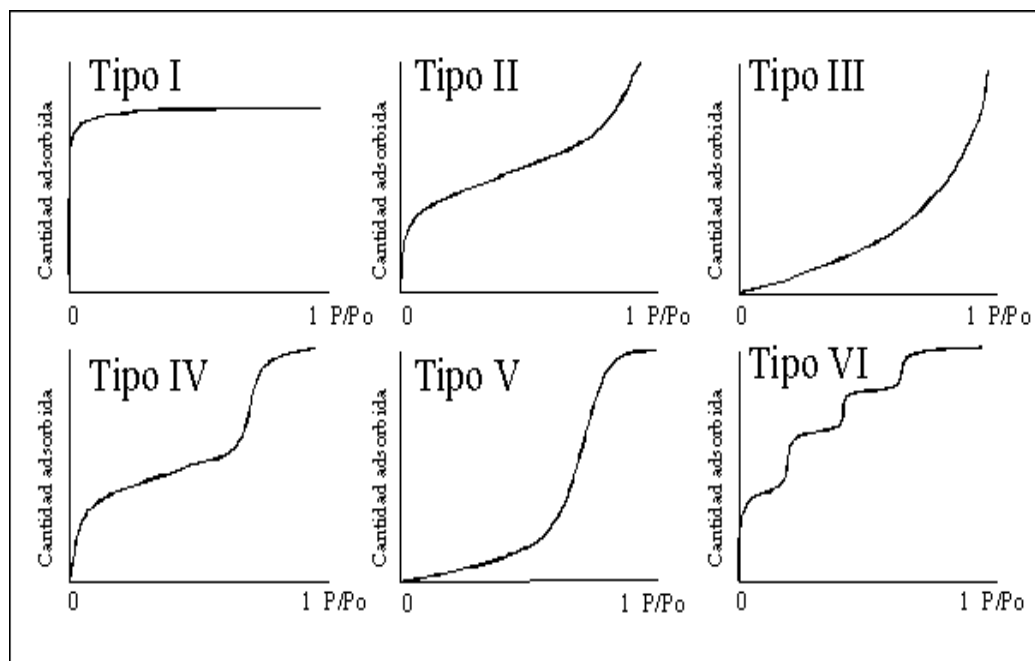 Tipo I
Cantidad adsorbida
0 1 P/Po
Tipo II
Cantidad adsorbida
0 1 P/Po
Tipo III
Cantidad adsorbida
0 1 P/Po
Tipo IV
Cantidad adsorbida
0 1 P/Po
Tipo V
Cantidad adsorbida
0 1 P/Po
Tipo VI
Cantidad adsorbida
0 1 P/Po